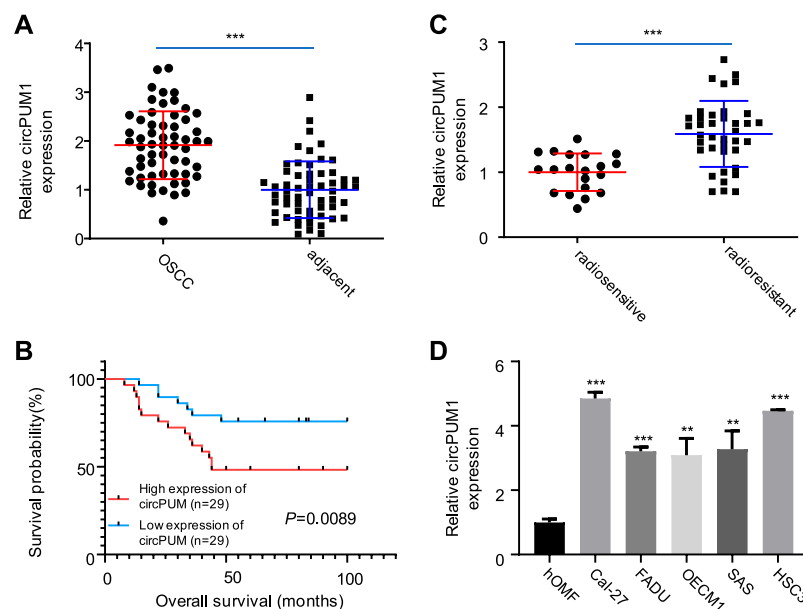 A
***
Relative circPUM1
expression
4
3
2
1
0
OSCC
adjacent
C
***
Relative circPUM1
expression
3
2
1
0
radiosensitive
radioresistant
B
Survival probability(%)
100
50
0
High expression of
circPUM (n=29)
Low expression of
circPUM (n=29)
P=0.0089
0
50
100
Overall survival (months)
D
Relative circPUM1
expression
6
4
2
0
***
***
**
**
***
hOMF
Cal-27
FADU
OECM1
SAS
HSC3